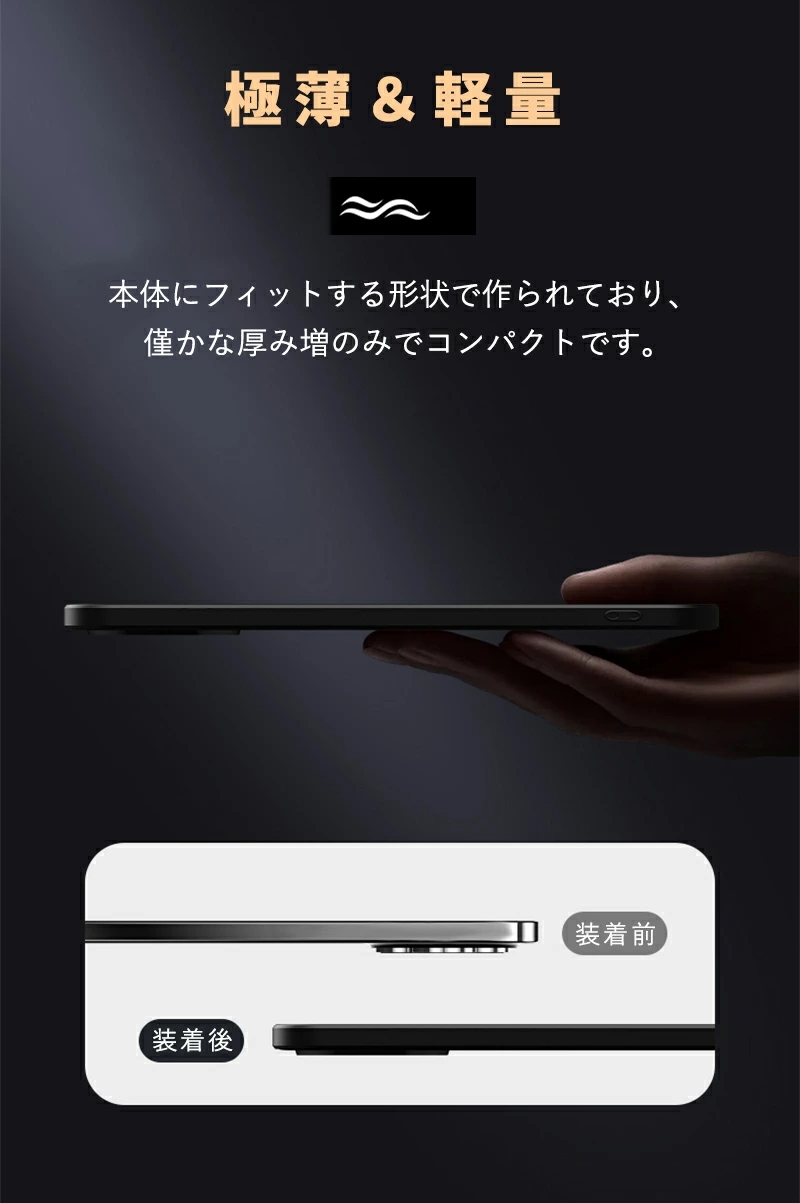 極薄＆軽量
本体にフィットする形状で作られており、
僅かな厚み増のみでコンパクトです。
装着前
装着後